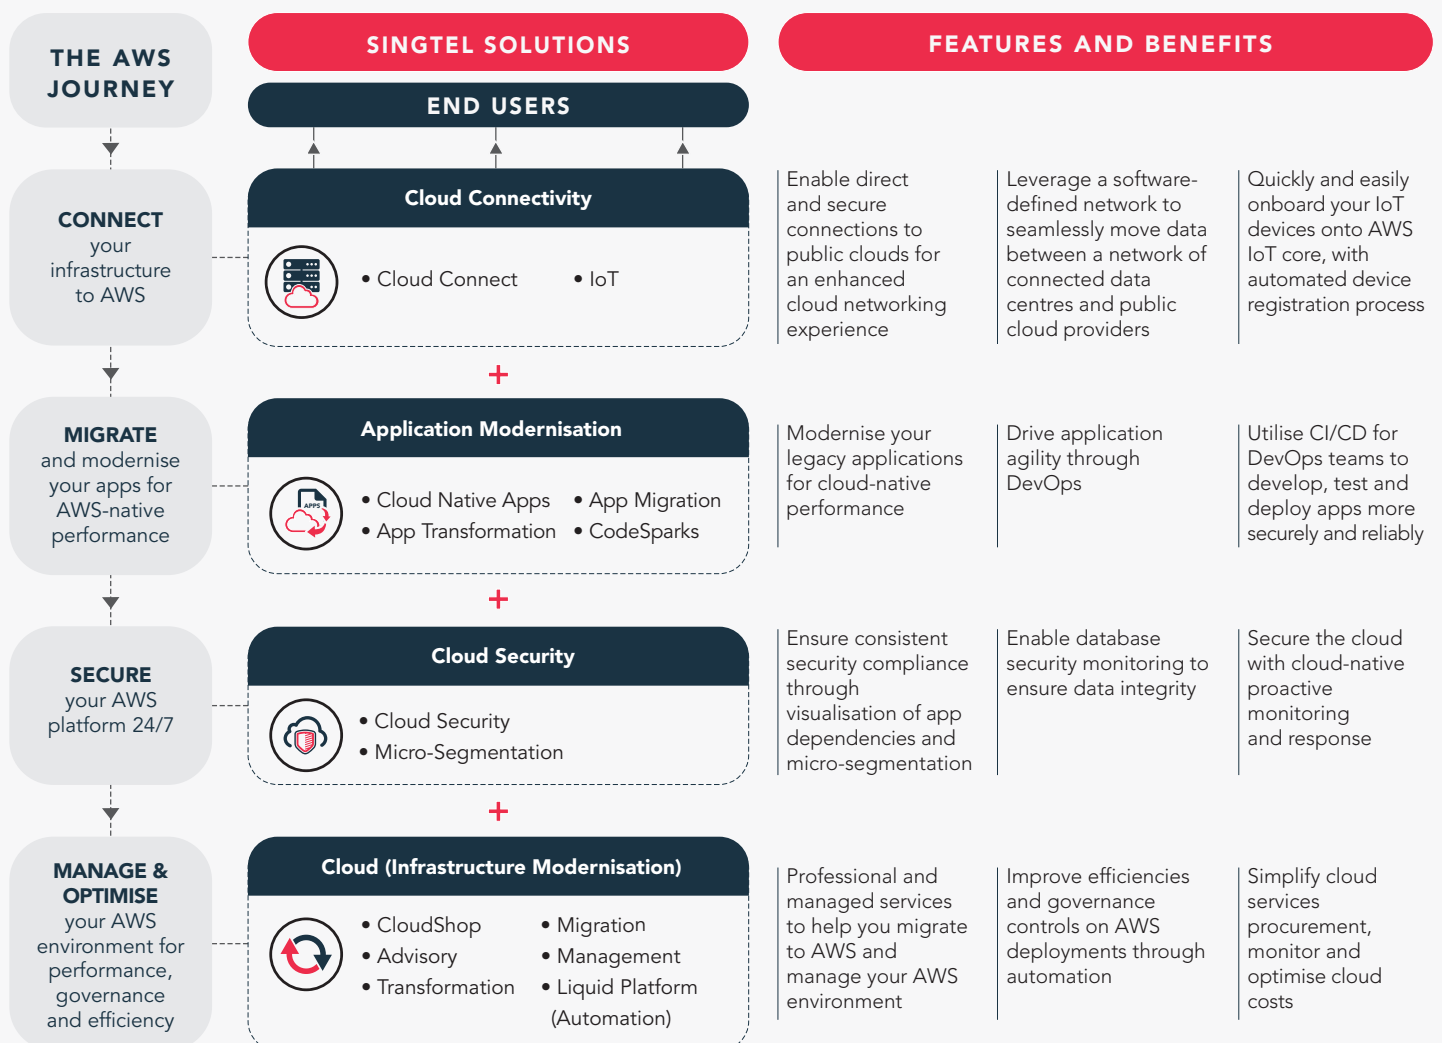 THE AWS
JOURNEY
SINGTEL SOLUTIONS
FEATURES AND BENEFITS
END USERS
CONNECT
your
infrastructure
to AWS
Cloud Connectivity
• Cloud Connect
• IoT
Enable direct
and secure
connections to
public clouds for
an enhanced
cloud networking
experience
Leverage a software-
defined network to
seamlessly move data
between a network of
connected data
centres and public
cloud providers
Quickly and easily
onboard your IoT
devices onto AWS
IoT core, with
automated device
registration process
+
MIGRATE
and modernise
your apps for
AWS-native
performance
Application Modernisation
APPS
• Cloud Native Apps
• App Transformation
• App Migration
• CodeSparks
Modernise your
legacy applications
for cloud-native
performance
Drive application
agility through
DevOps
Utilise CI/CD for
DevOps teams to
develop, test and
deploy apps more
securely and reliably
+
SECURE
your AWS
platform 24/7
Cloud Security
• Cloud Security
• Micro-Segmentation
Ensure consistent
security compliance
through
visualisation of app
dependencies and
micro-segmentation
Enable database
security monitoring to
ensure data integrity
Secure the cloud
with cloud-native
proactive
monitoring
and response
+
MANAGE &
OPTIMISE
your AWS
environment for
performance,
governance
and efficiency
Cloud (Infrastructure Modernisation)
• CloudShop
• Advisory
• Transformation
• Migration
• Management
• Liquid Platform
(Automation)
Professional and
managed services
to help you migrate
to AWS and
manage your AWS
environment
Improve efficiencies
and governance
controls on AWS
deployments through
automation
Simplify cloud
services
procurement,
monitor and
optimise cloud
costs